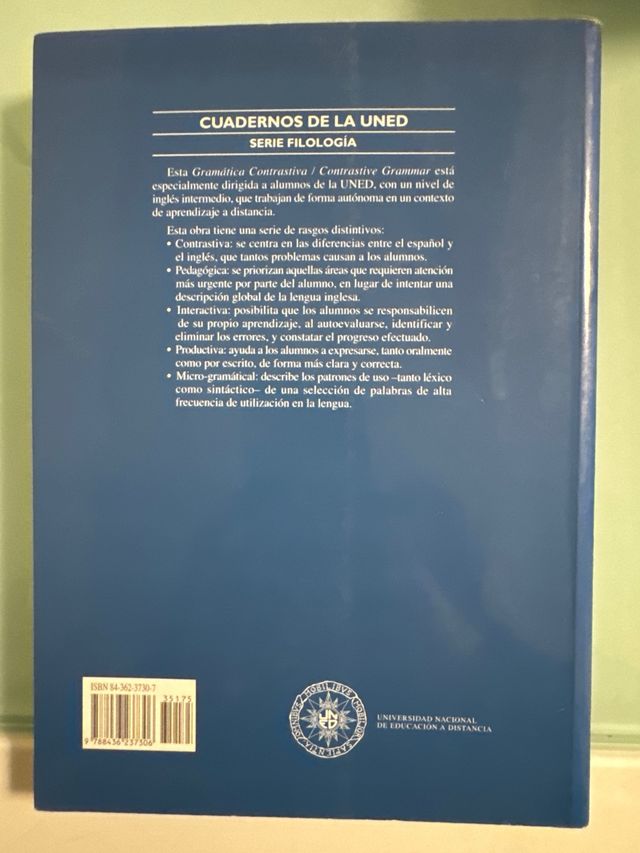 CUADERNOS DE LA UNED
SERIE FILOLOGÍA
Esta Gramática Contrastiva / Contrastive Grammar está
especialmente dirigida a alumnos de la UNED, con un nivel de
inglés intermedio, que trabajan de forma autónoma en un contexto
de aprendizaje a distancia.
Esta obra tiene una serie de rasgos distintivos:
• Contrastiva: se centra en las diferencias entre el español y
el inglés, que tantos problemas causan a los alumnos.
• Pedagógica: se priorizan aquellas áreas que requieren atención
más urgente por parte del alumno, en lugar de intentar una
descripción global de la lengua inglesa.
• Interactiva: posibilita que los alumnos se responsabilicen
de su propio aprendizaje, al autoevaluarse, identificar y
eliminar los errores, y constatar el progreso efectuado.
• Productiva: ayuda a los alumnos a expresarse, tanto oralmente
como por escrito, de forma más clara y correcta.
• Micro-gramátical: describe los patrones de uso –tanto léxico
como sintáctico– de una selección de palabras de alta
frecuencia de utilización en la lengua.
ISBN 84-362-3730-7
35175
9 788436 237306
OMNIBVS MOBILIBVS MOBILIOR SAPIENTIA
UNED
UNIVERSIDAD NACIONAL
DE EDUCACIÓN A DISTANCIA